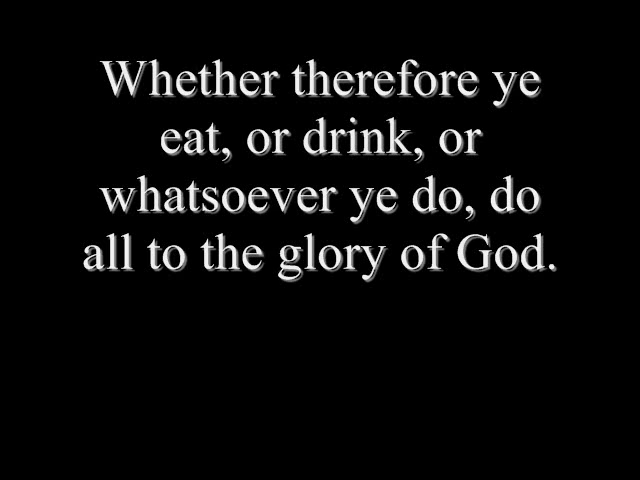 Whether therefore ye
eat, or drink, or
whatsoever ye do, do
all to the glory of God.